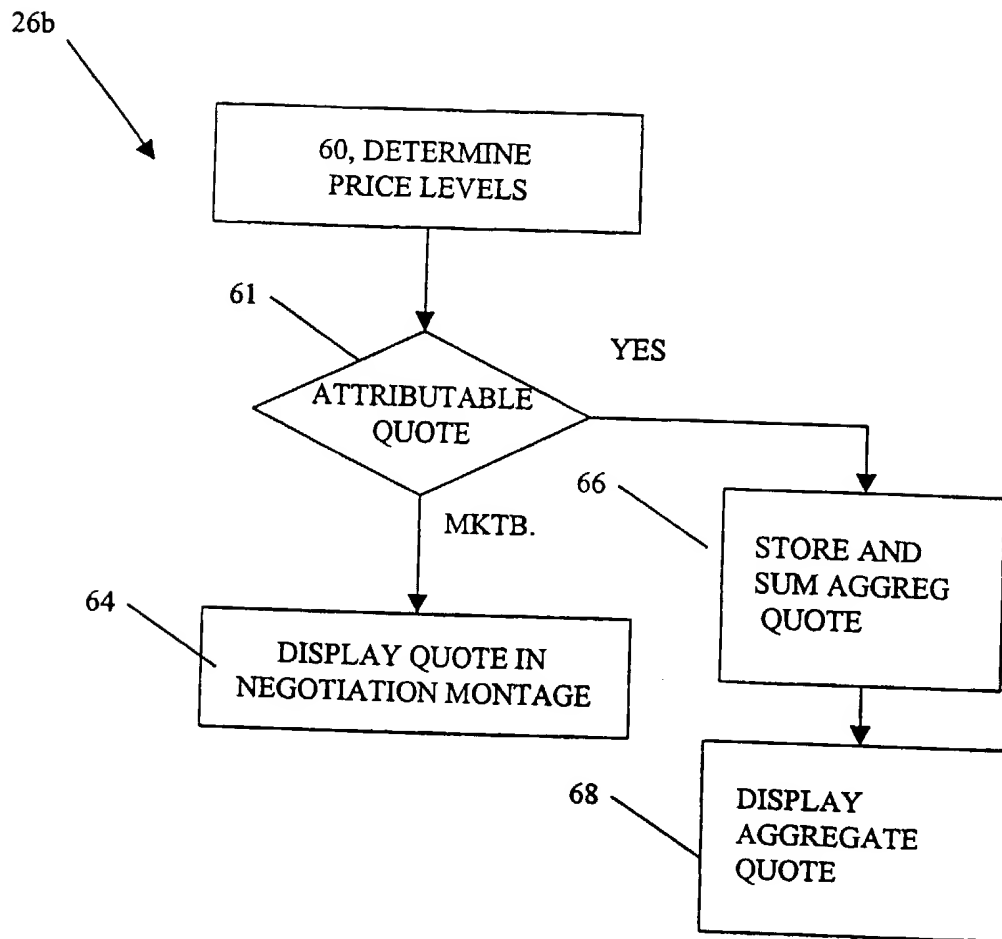 26b
60, DETERMINE
PRICE LEVELS
61
YES
ATTRIBUTABLE
QUOTE
66
MKTB.
STORE AND
SUM AGGREG
QUOTE
64
DISPLAY QUOTE IN
NEGOTIATION MONTAGE
68
DISPLAY
AGGREGATE
QUOTE